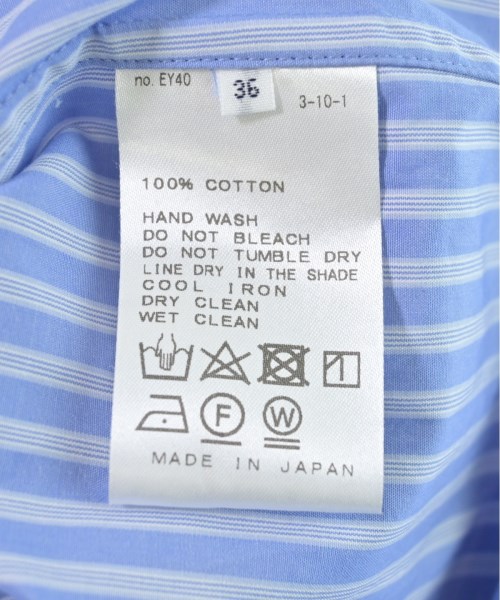 no. EY40
36
3-10-1
100% COTTON
HAND WASH
DO NOT BLEACH
DO NOT TUMBLE DRY
LINE DRY IN THE SHADE
COOL IRON
DRY CLEAN
WET CLEAN
F
W
MADE IN JAPAN